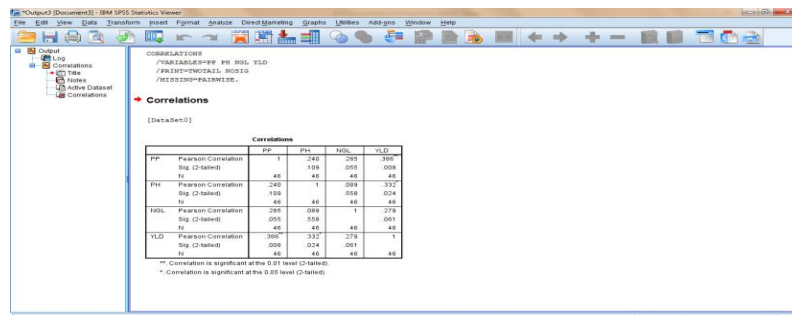 *Output3 [Document3] - IBM SPSS Statistics Viewer
File Edit View Data Transform Insert Format Analyze Direct Marketing Graphs Utilities Add-ons Window Help
Output
Log
Correlations
Title
Notes
Active Dataset
Correlations
CORRELATIONS
/VARIABLES=PP PH NGL YLD
/PRINT=TWOTAIL NOSIG
/MISSING=PAIRWISE.
Correlations
[DataSet0]
Correlations
PP PH NGL YLD
PP Pearson Correlation 1 .240 .285 .386**
Sig. (2-tailed) .109 .055 .008
N 46 46 46 46
PH Pearson Correlation .240 1 .089 .332*
Sig. (2-tailed) .109 .558 .024
N 46 46 46 46
NGL Pearson Correlation .285 .089 1 .279
Sig. (2-tailed) .055 .558 .061
N 46 46 46 46
YLD Pearson Correlation .386** .332* .279 1
Sig. (2-tailed) .008 .024 .061
N 46 46 46 46
**. Correlation is significant at the 0.01 level (2-tailed).
*. Correlation is significant at the 0.05 level (2-tailed).